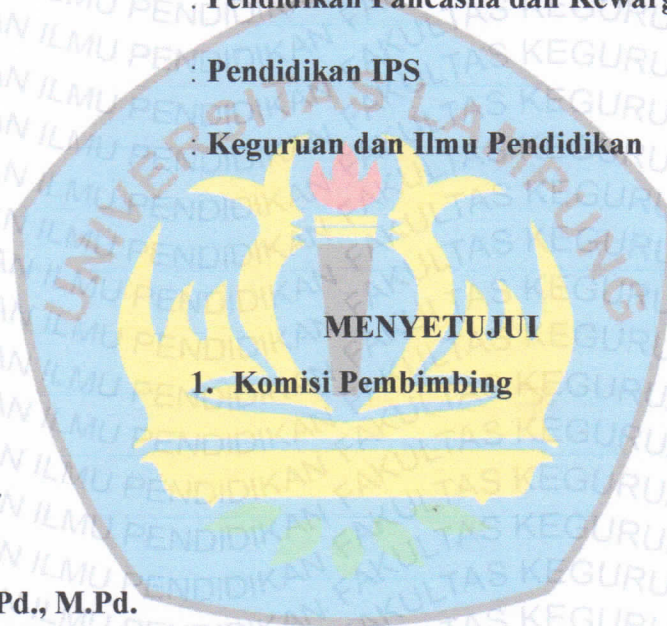 : Pendidikan Pancasila dan
: Pendidikan IPS
: Keguruan dan Ilmu Pendidikan
UNIVERSITAS LAMPUNG
MENYETUJUI
1. Komisi Pembimbing
Pd., M.Pd.